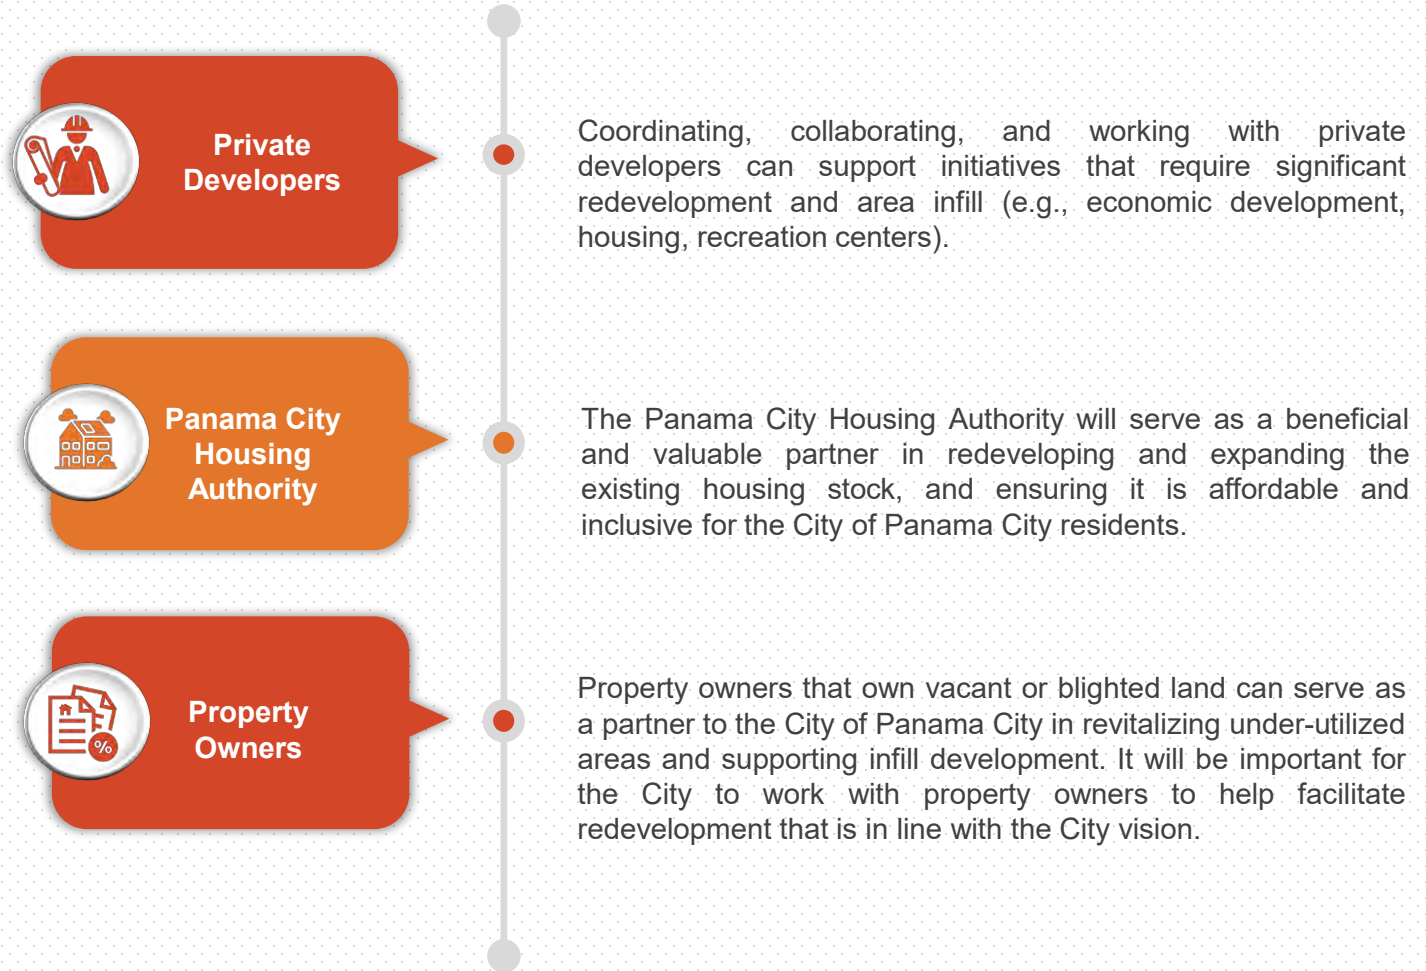 Private
Developers
Coordinating, collaborating, and working with private
developers can support initiatives that require significant
redevelopment and area infill (e.g., economic development,
housing, recreation centers).
Panama City
Housing
Authority
The Panama City Housing Authority will serve as a beneficial
and valuable partner in redeveloping and expanding the
existing housing stock, and ensuring it is affordable and
inclusive for the City of Panama City residents.
%
Property
Owners
Property owners that own vacant or blighted land can serve as
a partner to the City of Panama City in revitalizing under-utilized
areas and supporting infill development. It will be important for
the City to work with property owners to help facilitate
redevelopment that is in line with the City vision.